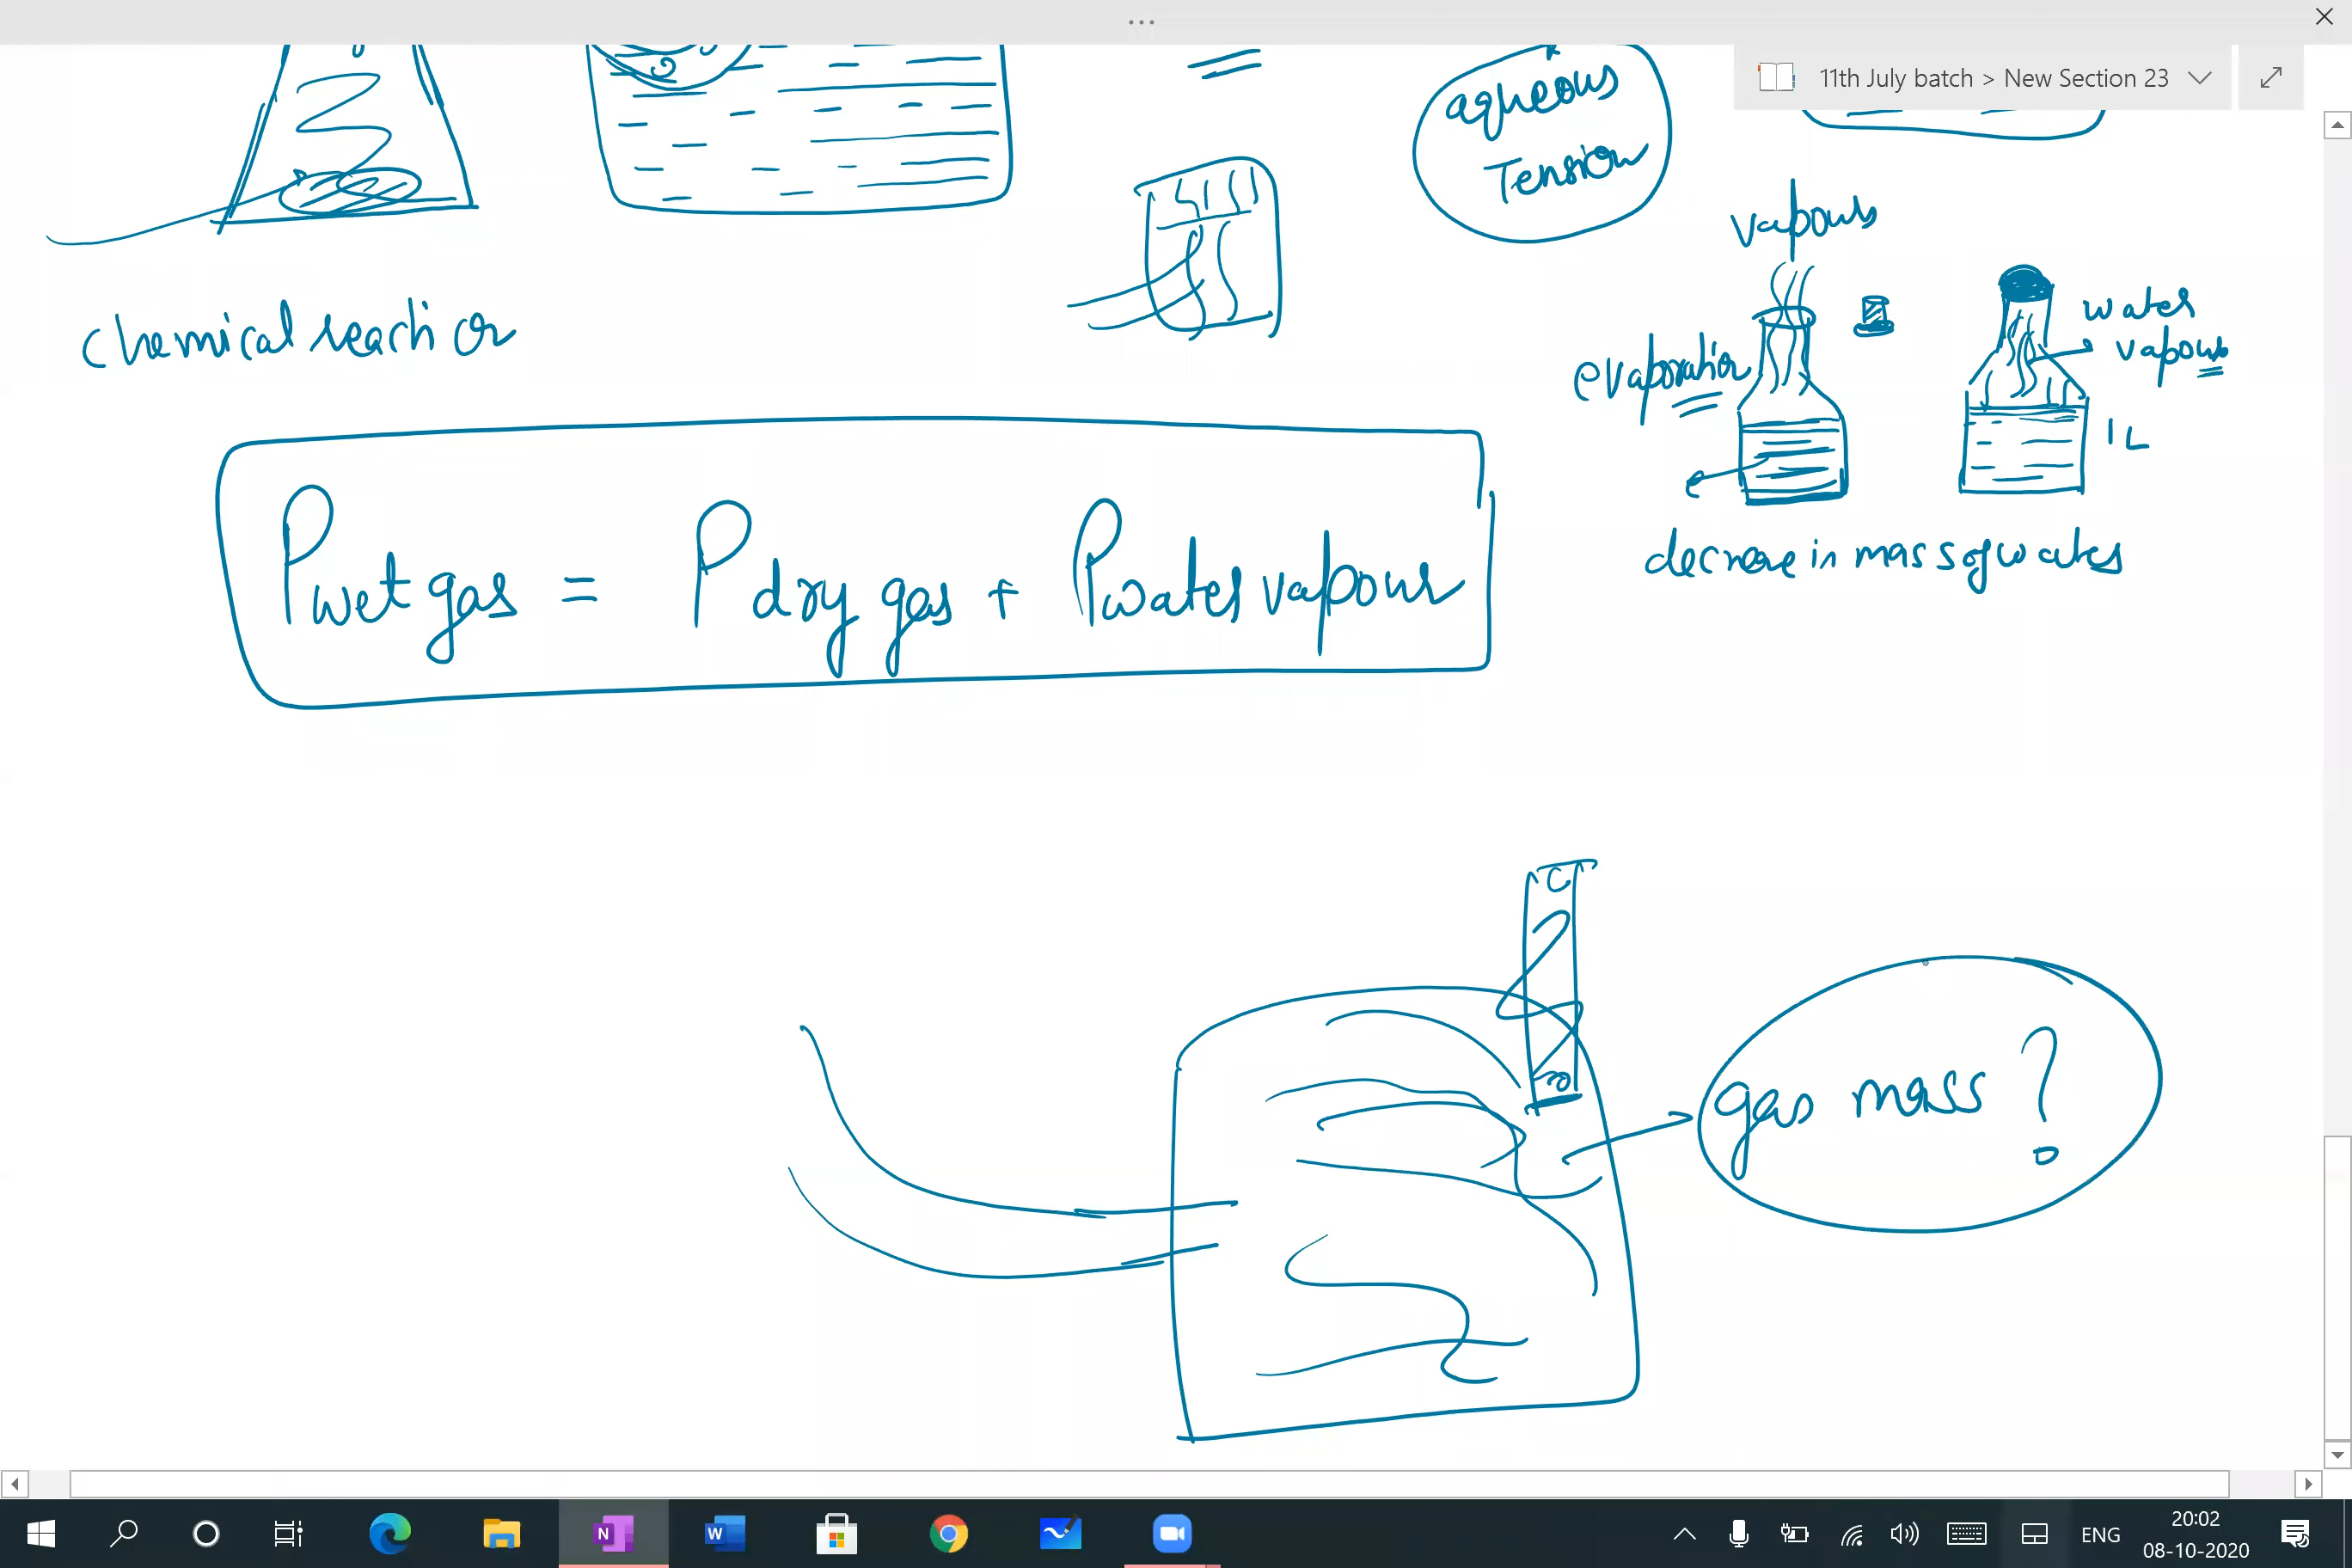 ...
11th July batch > New Section 23
aqueous
Tension
vapours
chemical reaction
evaporation
water
vapours
1L
Pwet gas = Pdry gas + Pwater vapour
decrease in mass of water
gas mass ?
ENG
20:02
08-10-2020